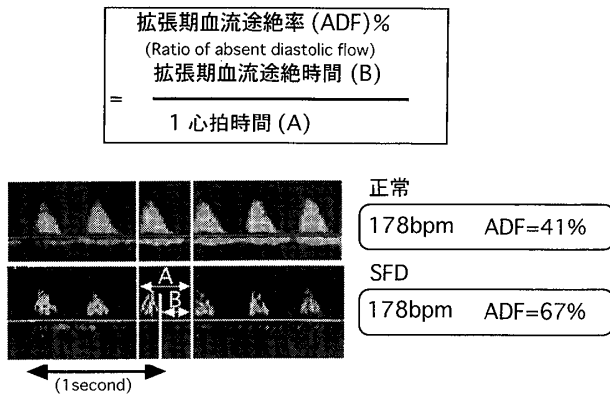 拡張期血流途絶率 (ADF)%
(Ratio of absent diastolic flow)
拡張期血流途絶時間 (B)
=
1 心拍時間 (A)
正常
178bpm ADF=41%
A
B
SFD
178bpm ADF=67%
(1second)